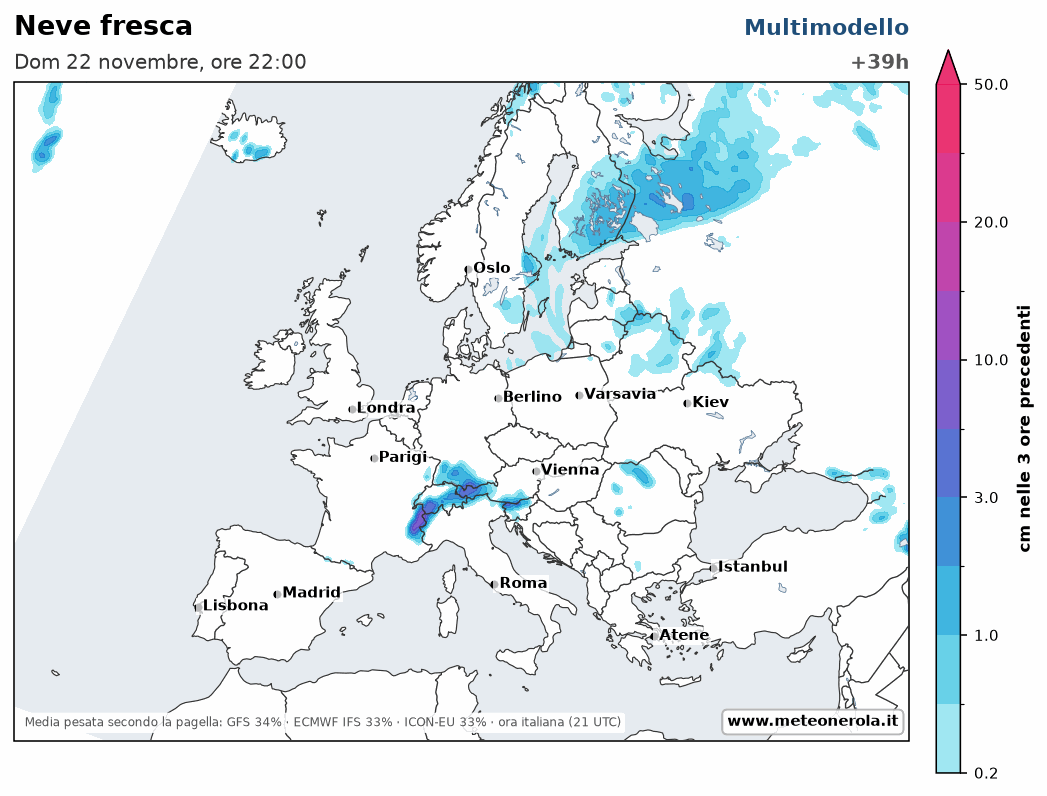 Neve fresca
Multimodello
Dom 22 novembre, ore 22:00
+39h
50.0
20.0
10.0
3.0
1.0
0.2
cm nelle 3 ore precedenti
Oslo
Berlino
Varsavia
Kiev
Londra
Parigi
Vienna
Istanbul
Roma
Madrid
Lisbona
Atene
Media pesata secondo la pagella: GFS 34% · ECMWF IFS 33% · ICON-EU 33% · ora italiana (21 UTC)
www.meteonerola.it